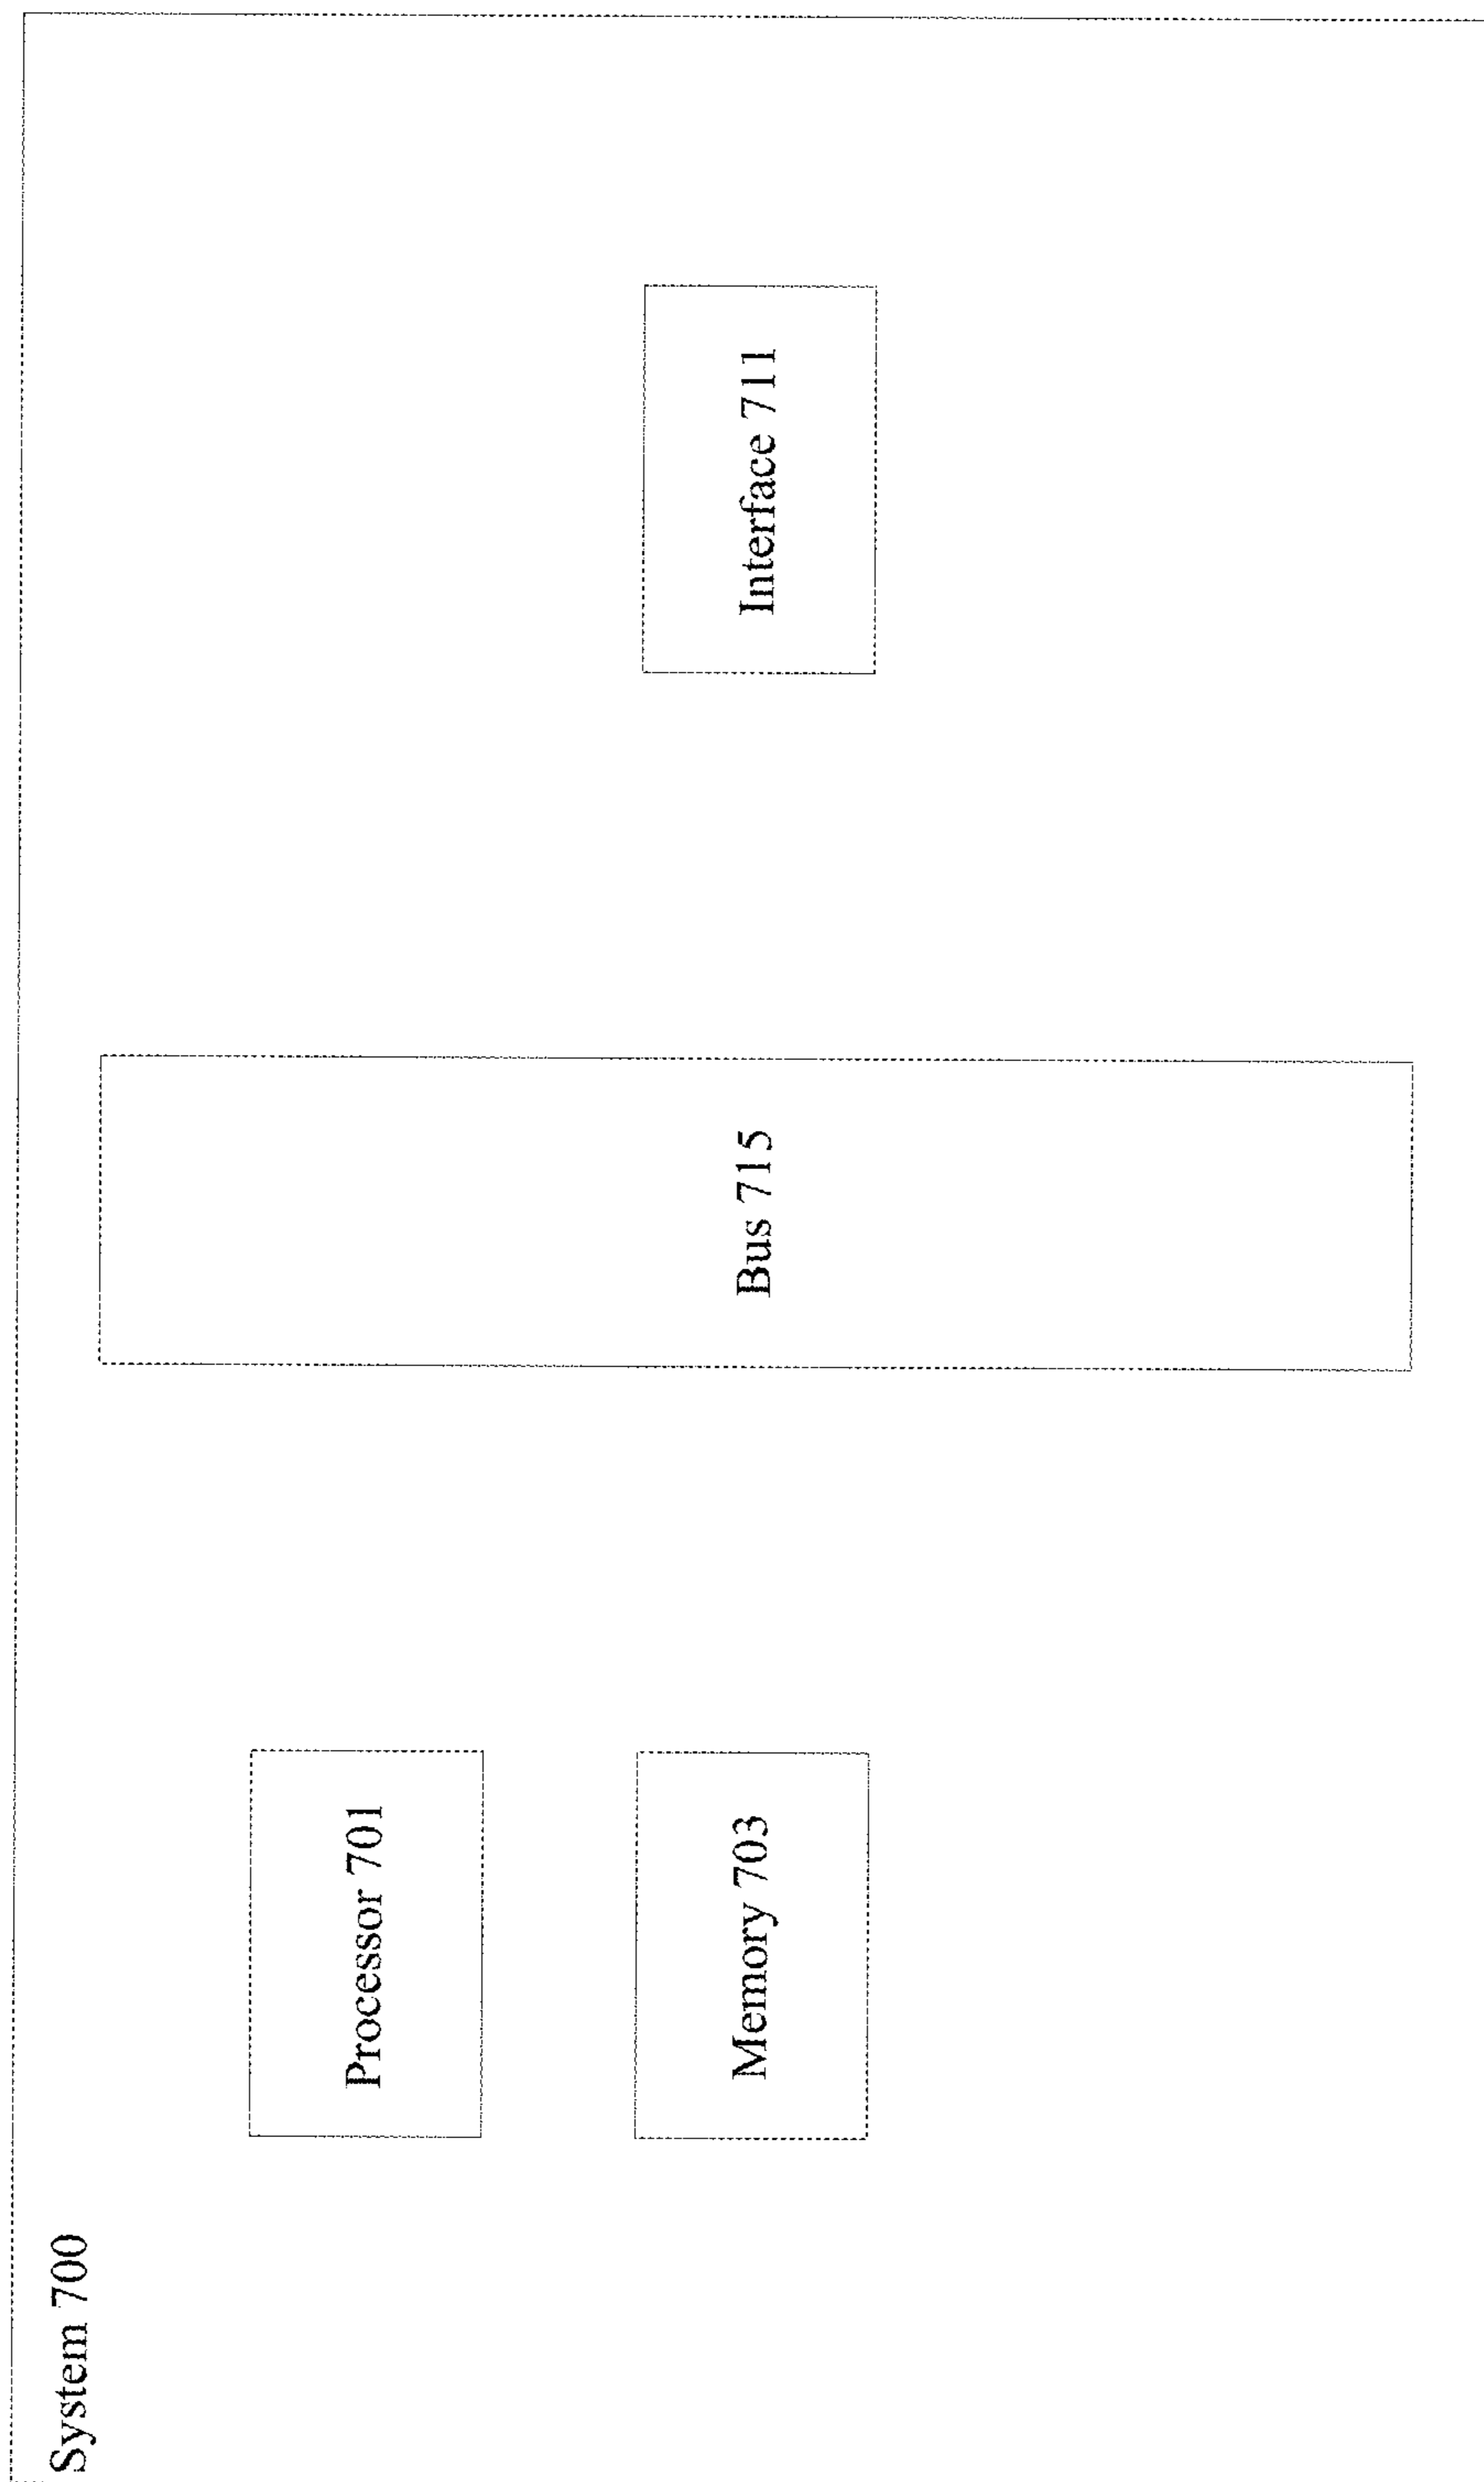 System 700
Processor 701
Memory 703
Bus 715
Interface 711